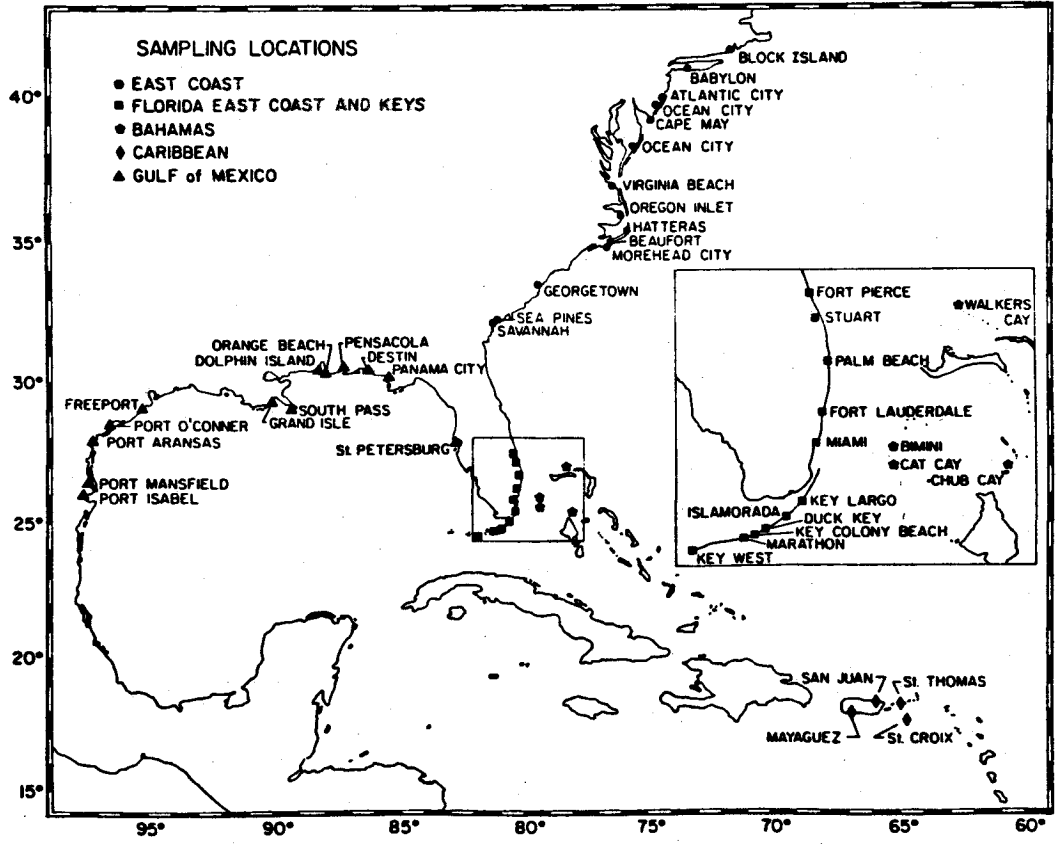 SAMPLING LOCATIONS
EAST COAST
FLORIDA EAST COAST AND KEYS
BAHAMAS
CARIBBEAN
GULF of MEXICO
BLOCK ISLAND
BABYLON
ATLANTIC CITY
OCEAN CITY
CAPE MAY
OCEAN CITY
VIRGINIA BEACH
OREGON INLET
HATTERAS
BEAUFORT
MOREHEAD CITY
GEORGETOWN
SEA PINES
SAVANNAH
ORANGE BEACH
PENSACOLA
DOLPHIN ISLAND
DESTIN
PANAMA CITY
FREEPORT
SOUTH PASS
GRAND ISLE
PORT O'CONNER
PORT ARANSAS
St. PETERSBURG
PORT MANSFIELD
PORT ISABEL
FORT PIERCE
WALKERS
CAY
STUART
PALM BEACH
FORT LAUDERDALE
MIAMI
BIMINI
CAT CAY
CHUB CAY
KEY LARGO
ISLAMORADA
DUCK KEY
KEY COLONY BEACH
MARATHON
KEY WEST
SAN JUAN
St. THOMAS
MAYAGUEZ
St. CROIX
40°
35°
30°
25°
20°
15°
95°
90°
85°
80°
75°
70°
65°
60°